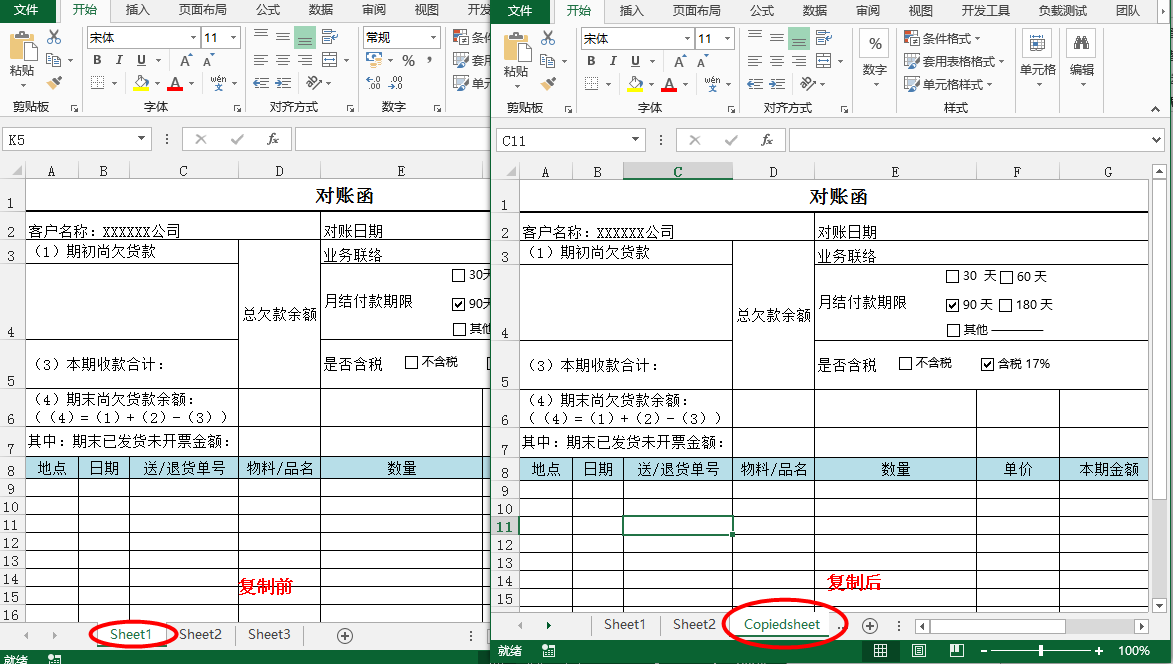 文件 开始 插入 页面布局 公式 数据 审阅 视图 开发
宋体 11 常规 条件
粘贴 B I U A A wén 文 % , 套用
单元
剪贴板 字体 对齐方式 数字
K5 fx
A B C D E
1 对账函
2 客户名称：XXXXXX公司 对账日期
3 （1）期初尚欠货款 业务联络
30天
总欠款余额 月结付款期限 90天
4 其他
5 （3）本期收款合计： 是否含税 不含税
6 （4）期末尚欠货款余额：
（（4）=（1）+（2）-（3））
7 其中：期末已发货未开票金额：
8 地点 日期 送/退货单号 物料/品名 数量
9
10
11
12
13
14 复制前
15
16
Sheet1 Sheet2 Sheet3
就绪
文件 开始 插入 页面布局 公式 数据 审阅 视图 开发工具 负载测试 团队
宋体 11 % 条件格式
粘贴 B I U A A wén 文 数字 套用表格格式 单元格 编辑
单元格样式
剪贴板 字体 对齐方式 样式
C11 fx
A B C D E F G
1 对账函
2 客户名称：XXXXXX公司 对账日期
3 （1）期初尚欠货款 业务联络
30 天 60 天
总欠款余额 月结付款期限 90 天 180 天
4 其他
5 （3）本期收款合计： 是否含税 不含税 含税 17%
6 （4）期末尚欠货款余额：
（（4）=（1）+（2）-（3））
7 其中：期末已发货未开票金额：
8 地点 日期 送/退货单号 物料/品名 数量 单价 本期金额
9
10
11
12
13
14 复制后
15
Sheet1 Sheet2 Copiedsheet ...
就绪 100%